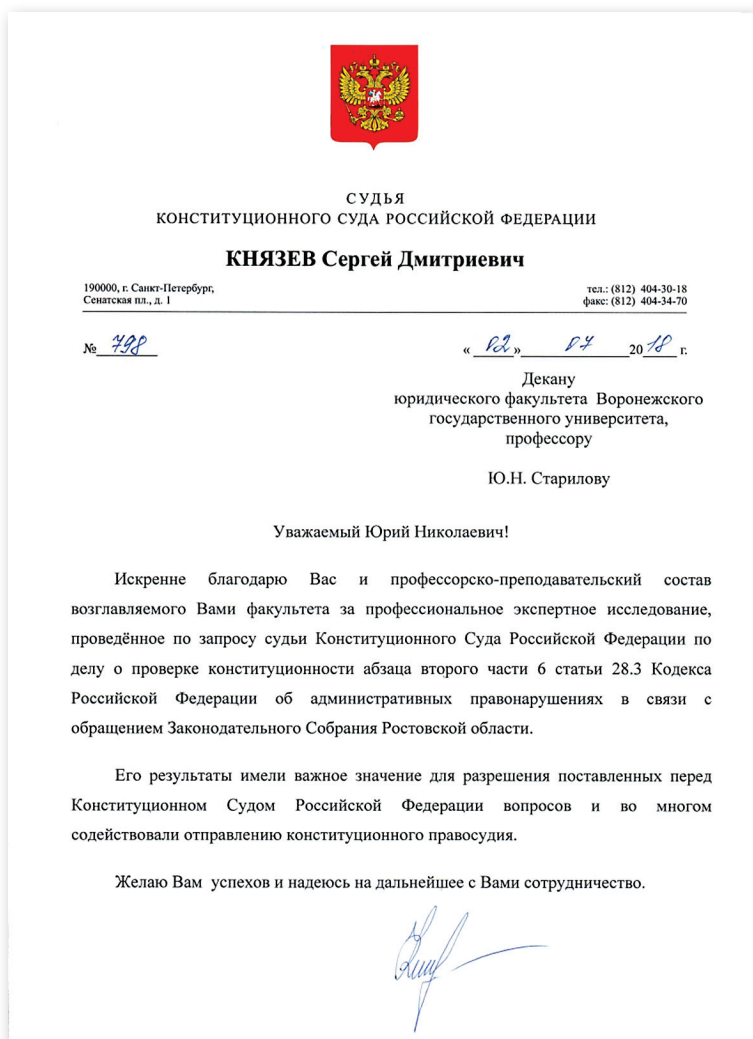 СУДЬЯ
КОНСТИТУЦИОННОГО СУДА РОССИЙСКОЙ ФЕДЕРАЦИИ
КНЯЗЕВ Сергей Дмитриевич
190000, г. Санкт-Петербург,
Сенатская пл., д. 1
тел.: (812) 404-30-18
факс: (812) 404-34-70
№ 798
« 02 » 07 2018 г.
Декану
юридического факультета Воронежского
государственного университета,
профессору
Ю.Н. Старилову
Уважаемый Юрий Николаевич!
Искренне благодарю Вас и профессорско-преподавательский состав
возглавляемого Вами факультета за профессиональное экспертное исследование,
проведённое по запросу судьи Конституционного Суда Российской Федерации по
делу о проверке конституционности абзаца второго части 6 статьи 28.3 Кодекса
Российской Федерации об административных правонарушениях в связи с
обращением Законодательного Собрания Ростовской области.
Его результаты имели важное значение для разрешения поставленных перед
Конституционном Судом Российской Федерации вопросов и во многом
содействовали отправлению конституционного правосудия.
Желаю Вам успехов и надеюсь на дальнейшее с Вами сотрудничество.